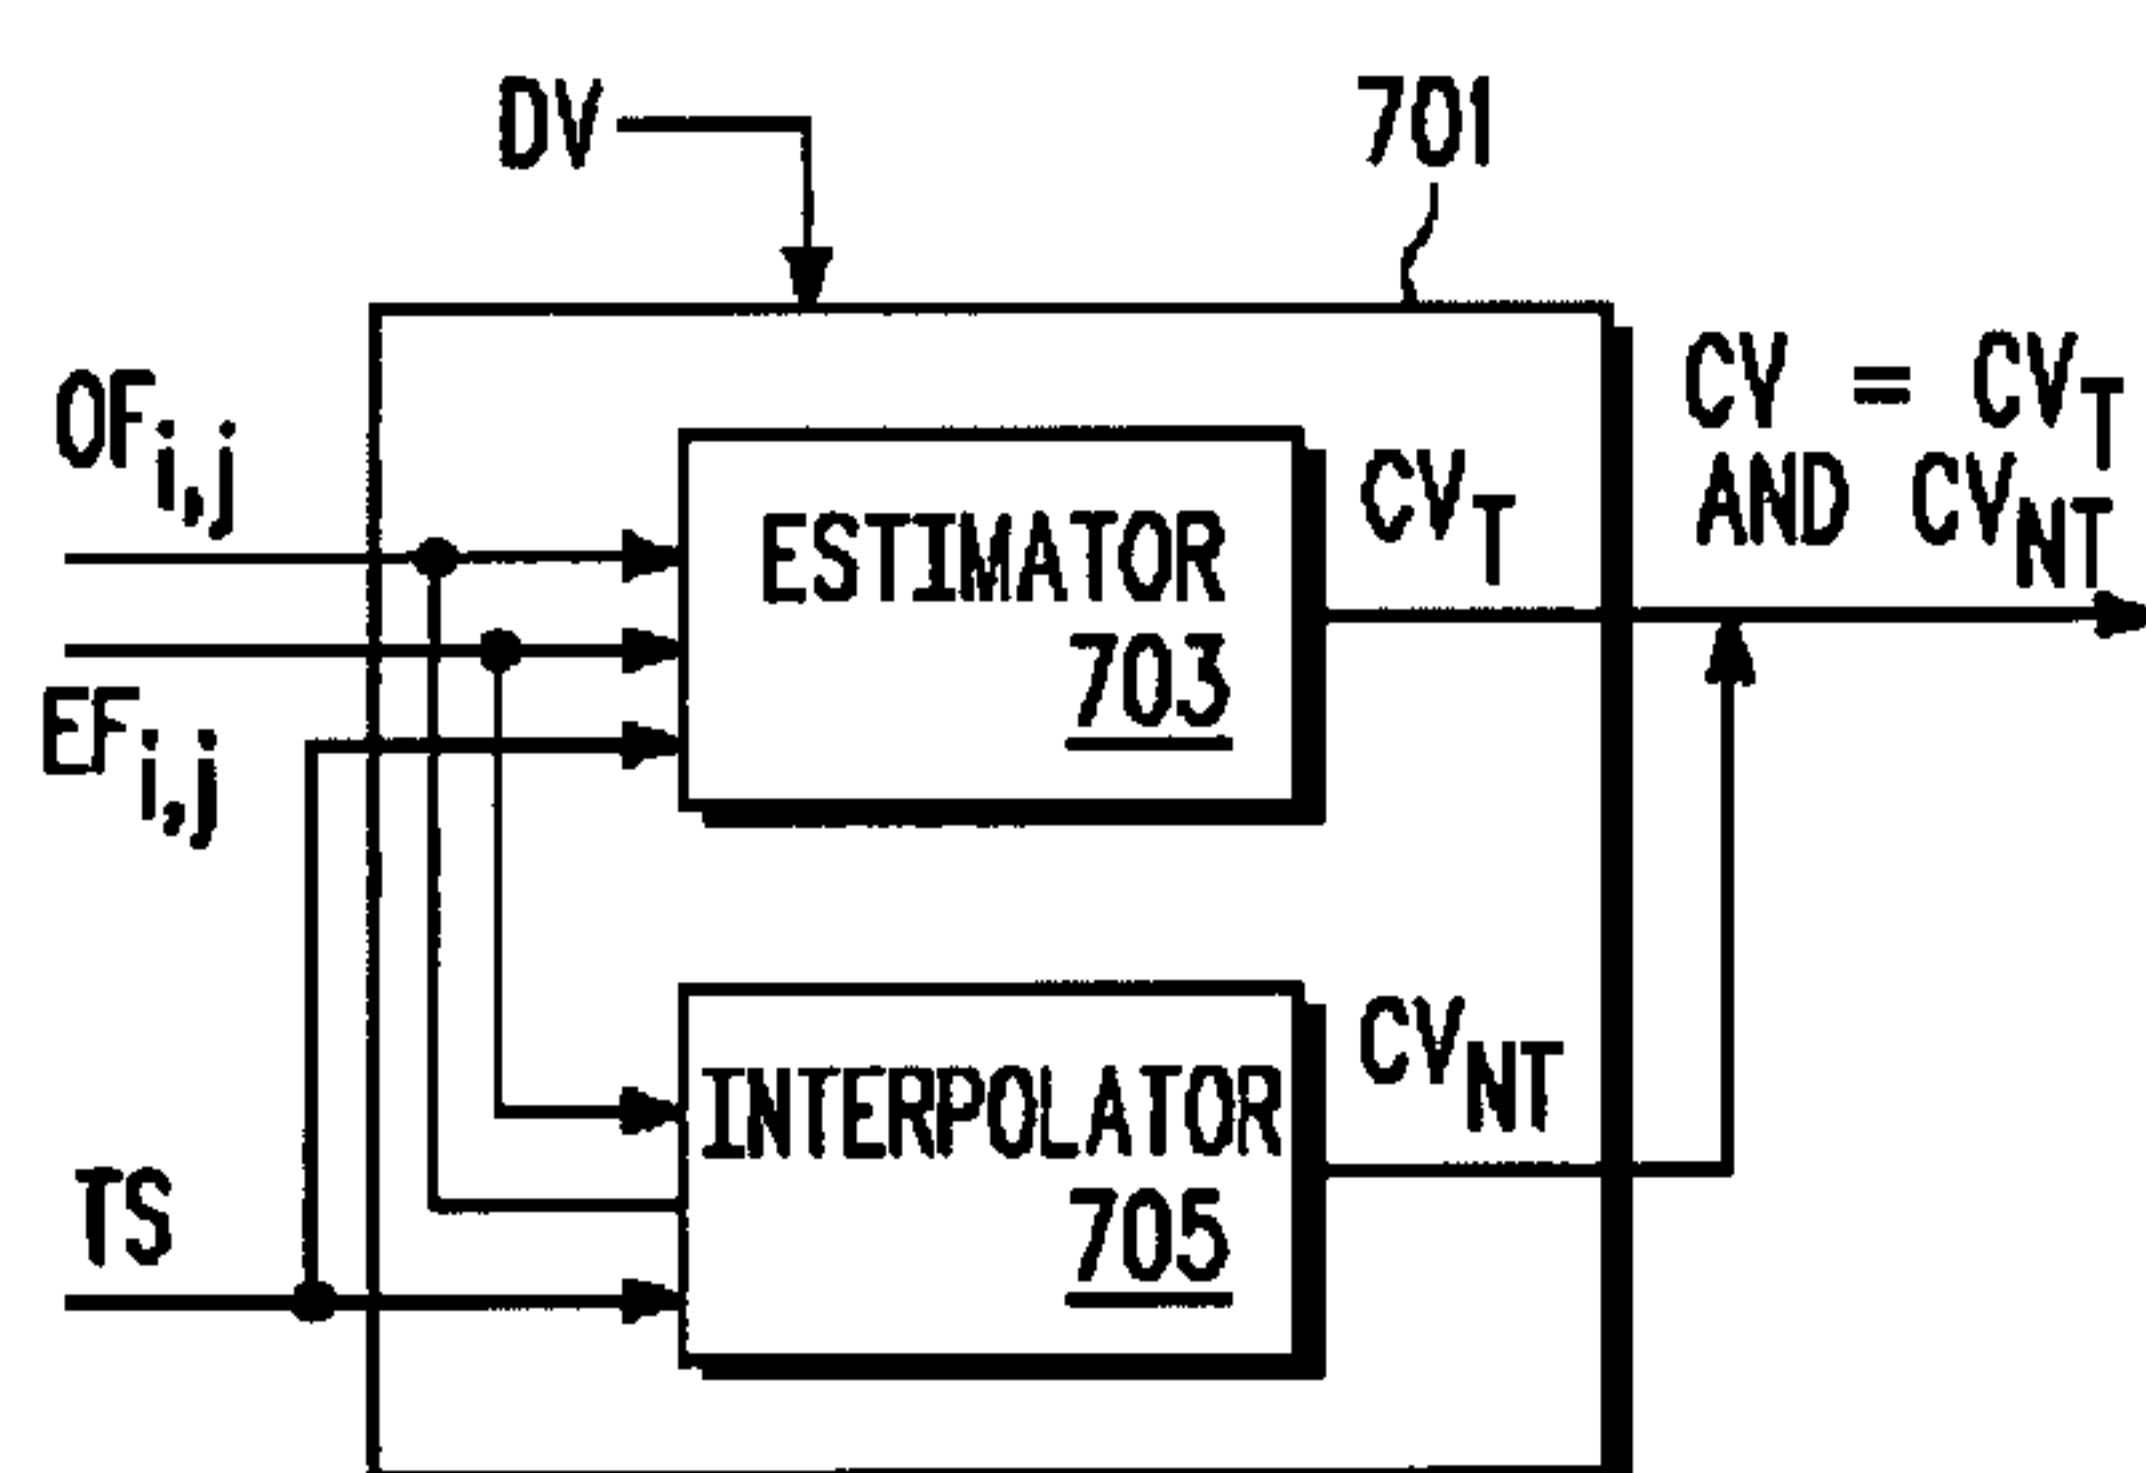 DV
701
OFi,j
CV = CVT
AND CVNT
CVT
ESTIMATOR
703
EFi,j
CVNT
INTERPOLATOR
705
TS